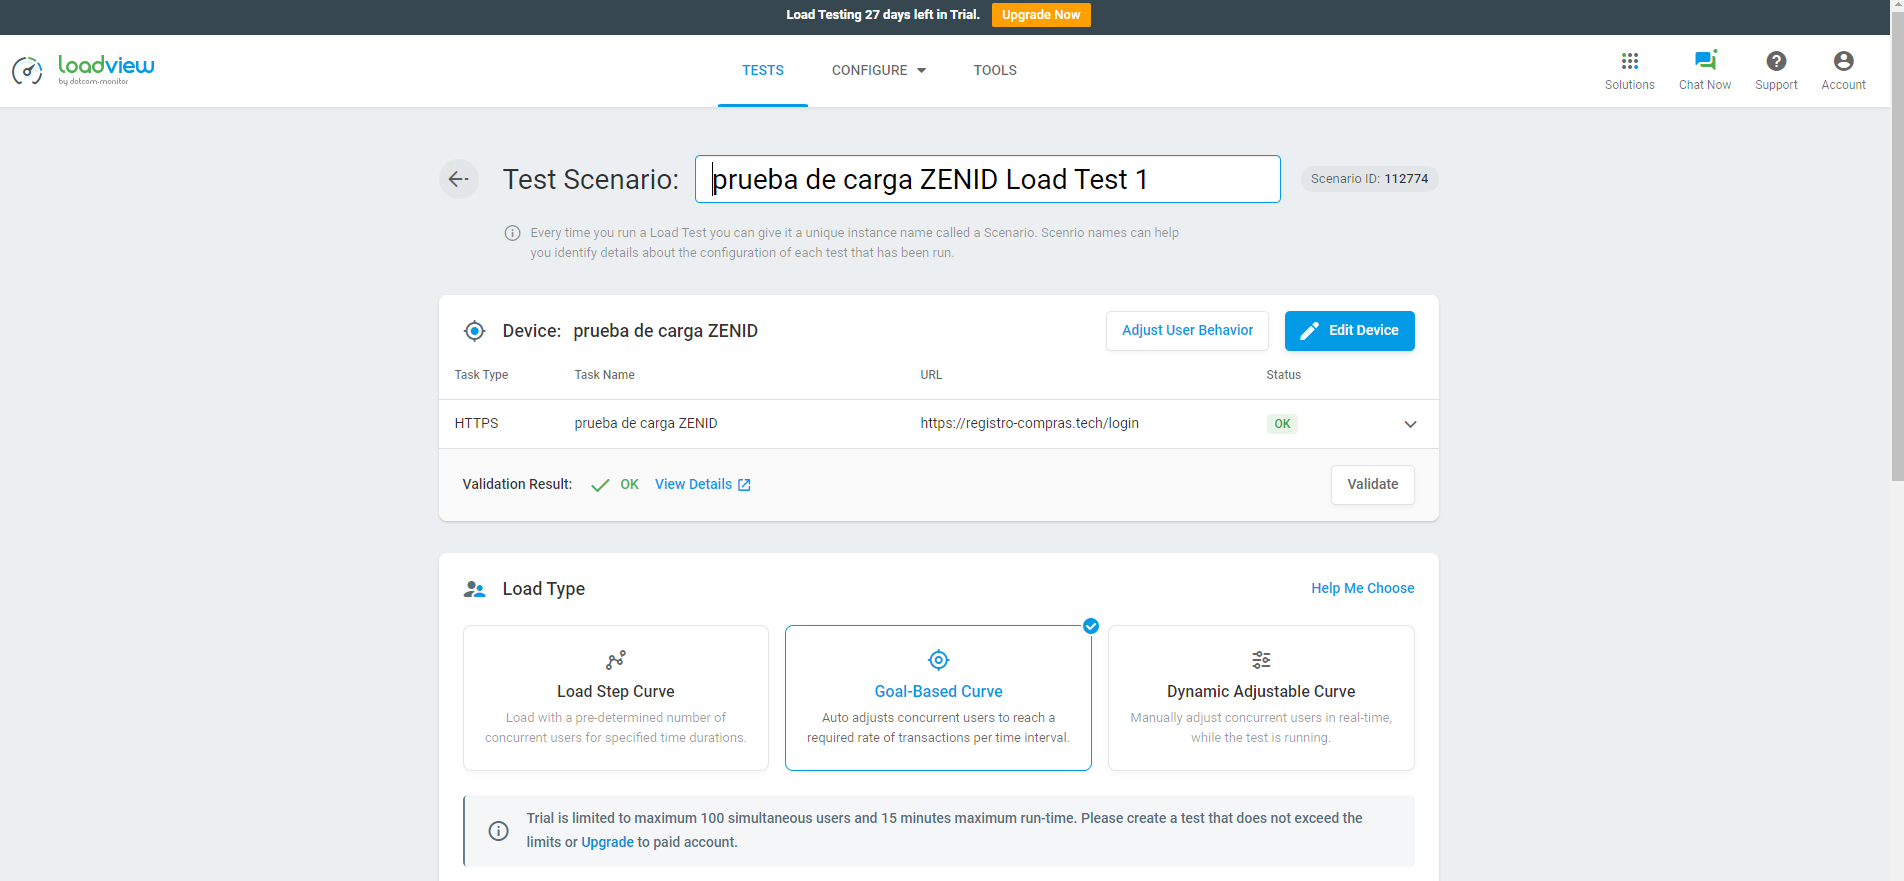 Load Testing 27 days left in Trial. Upgrade Now
loadview
by dotcom-monitor
TESTS CONFIGURE TOOLS
Solutions Chat Now Support Account
Test Scenario: prueba de carga ZENID Load Test 1 Scenario ID: 112774
Every time you run a Load Test you can give it a unique instance name called a Scenario. Scenrio names can help
you identify details about the configuration of each test that has been run.
Device: prueba de carga ZENID Adjust User Behavior Edit Device
Task Type Task Name URL Status
HTTPS prueba de carga ZENID https://registro-compras.tech/login OK
Validation Result: OK View Details Validate
Load Type Help Me Choose
Load Step Curve
Load with a pre-determined number of
concurrent users for specified time durations.
Goal-Based Curve
Auto adjusts concurrent users to reach a
required rate of transactions per time interval.
Dynamic Adjustable Curve
Manually adjust concurrent users in real-time,
while the test is running.
Trial is limited to maximum 100 simultaneous users and 15 minutes maximum run-time. Please create a test that does not exceed the
limits or Upgrade to paid account.